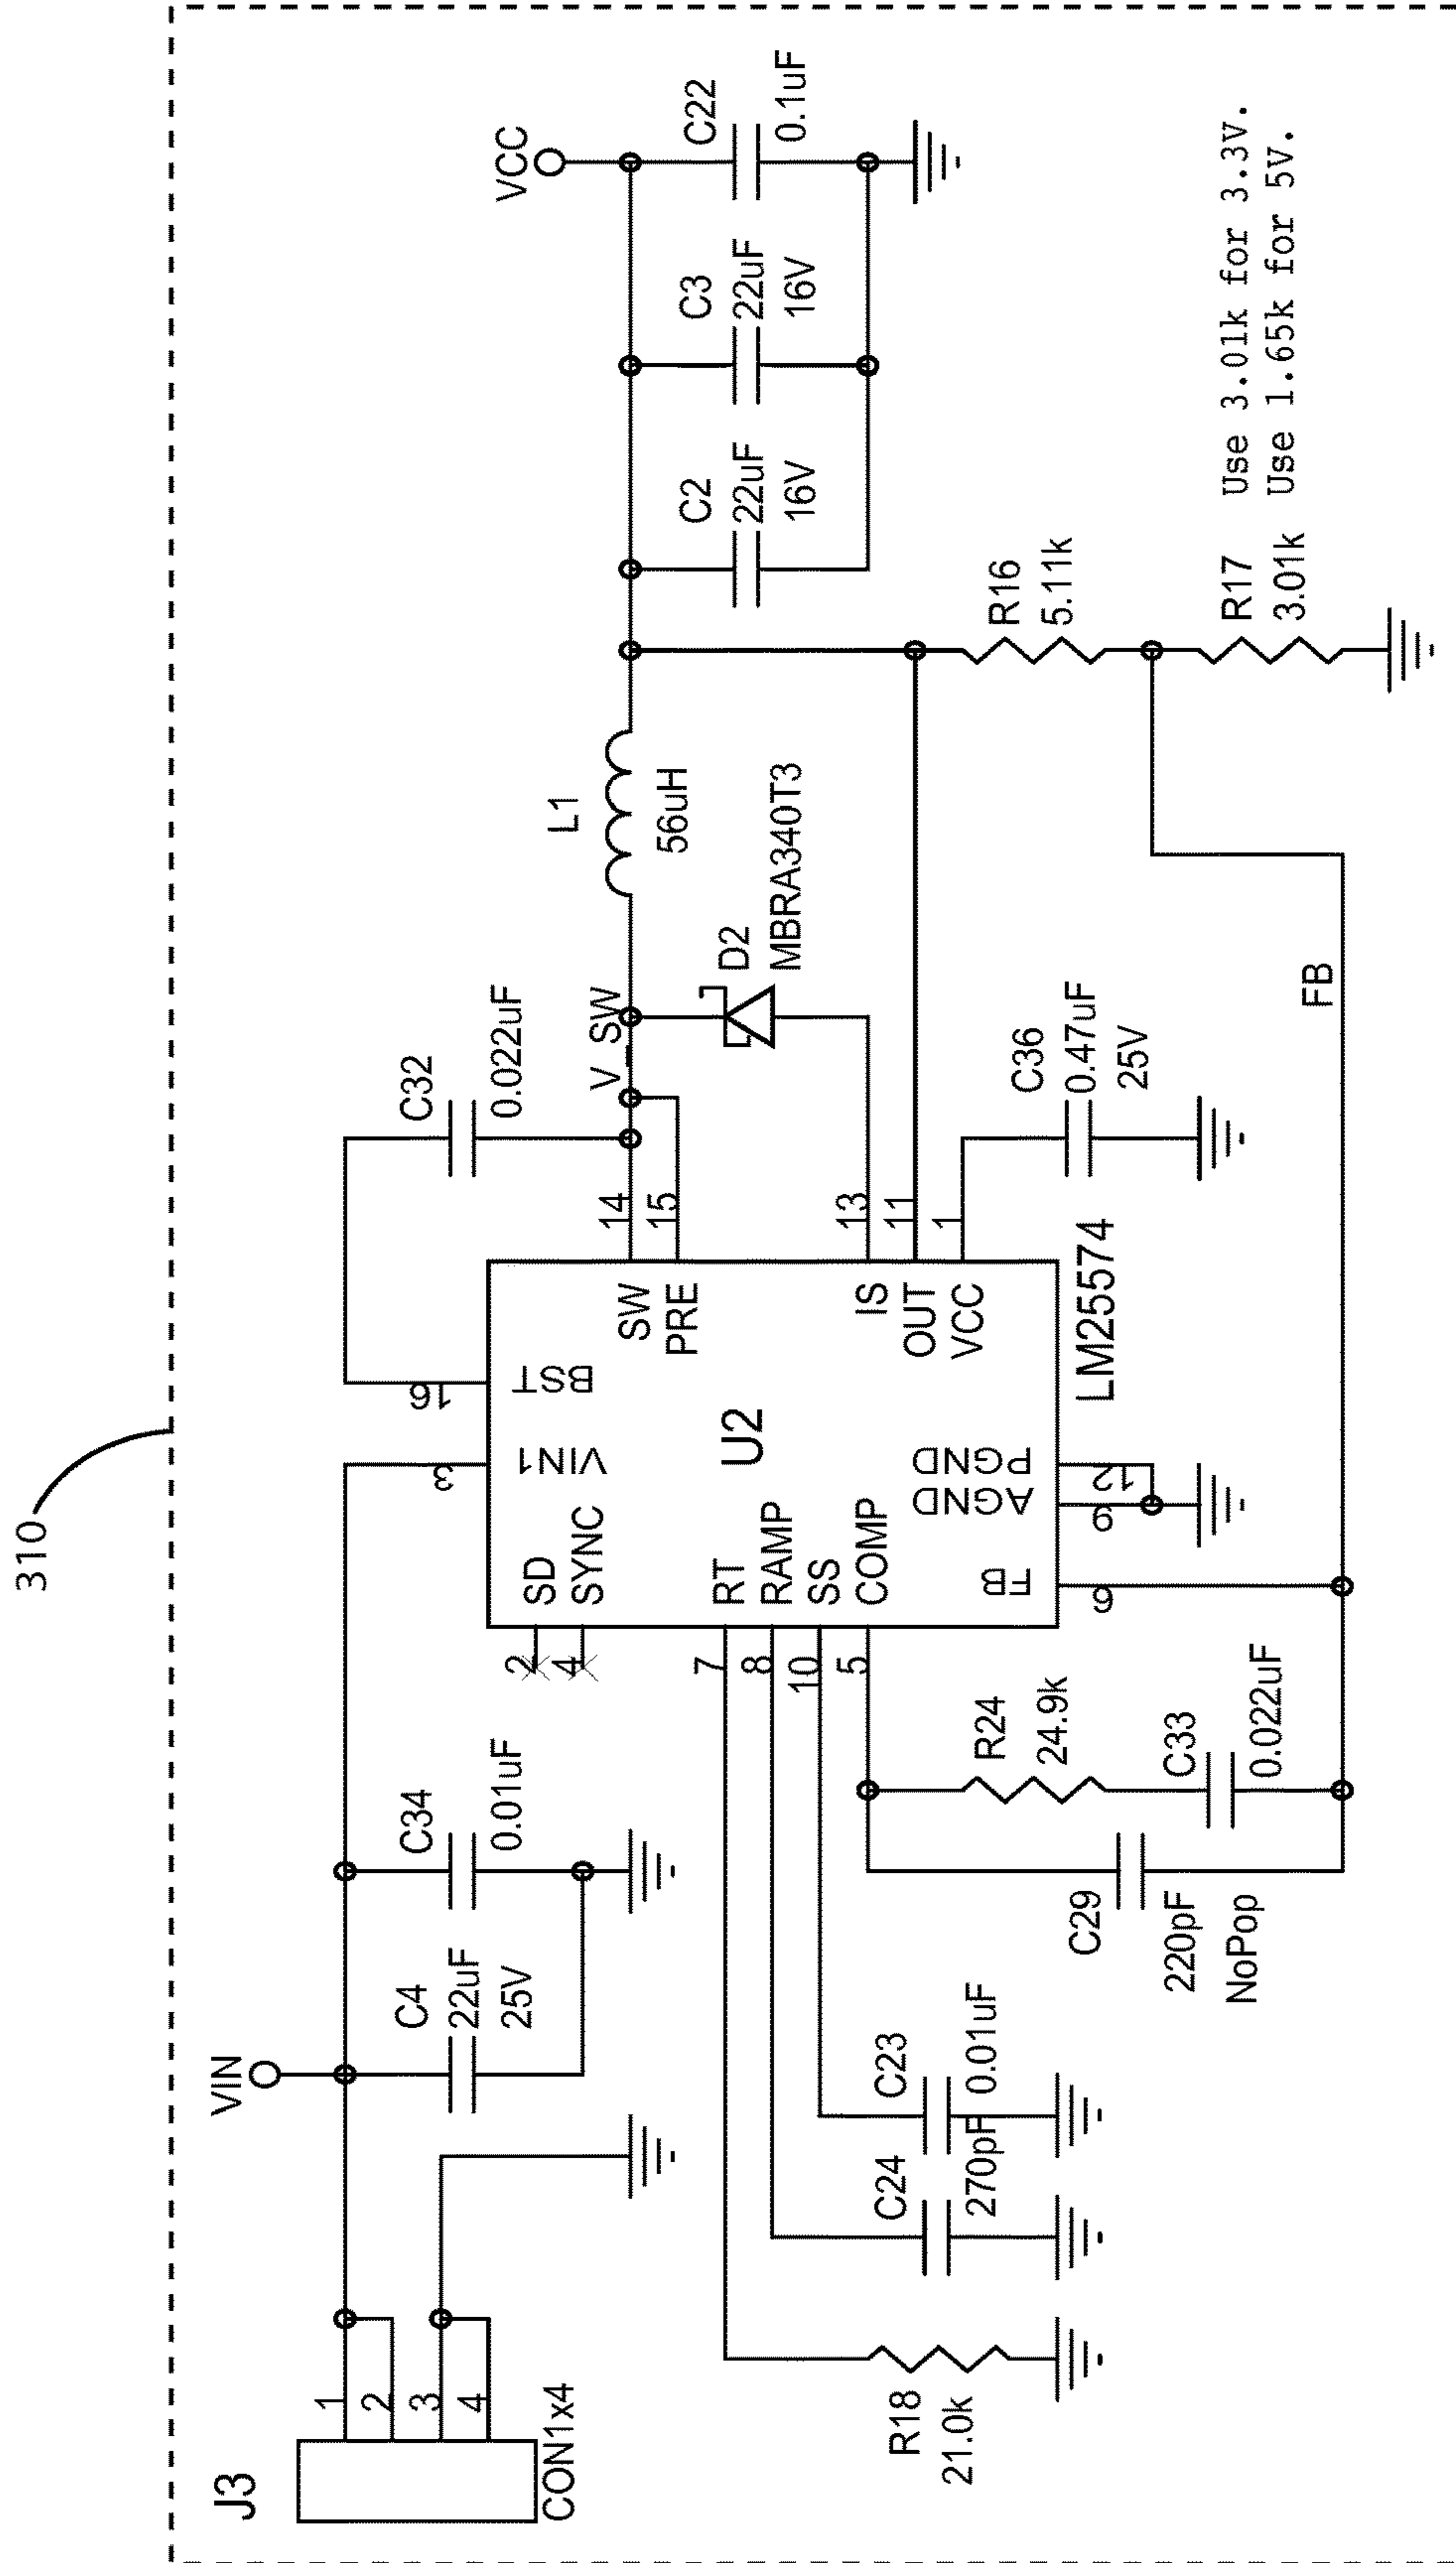 310
J3
CON1x4
1
2
3
4
VIN
C4
22uF
25V
C34
0.01uF
2
4
SD
SYNC
3
VIN1
16
BST
C32
0.022uF
14
15
SW
PRE
V_SW
L1
56uH
D2
MBRA340T3
VCC
C2
22uF
16V
C3
22uF
16V
C22
0.1uF
U2
LM25574
7
8
10
5
RT
RAMP
SS
COMP
13
11
1
IS
OUT
VCC
FB
AGND
PGND
6
9
12
R18
21.0k
C24
270pF
C23
0.01uF
C29
220pF
NoPop
R24
24.9k
C33
0.022uF
C36
0.47uF
25V
FB
R16
5.11k
R17
3.01k
Use 3.01k for 3.3V.
Use 1.65k for 5V.